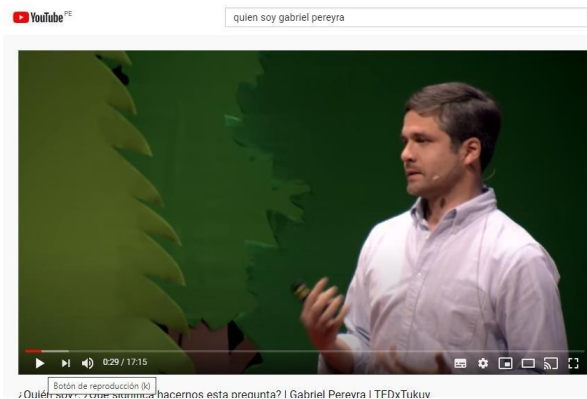 YouTube PE
quien soy gabriel pereyra
0:29 / 17:15
Botón de reproducción (k)
¿Quién soy?: ¿Qué significa hacernos esta pregunta? | Gabriel Pereyra | TEDxTukuy